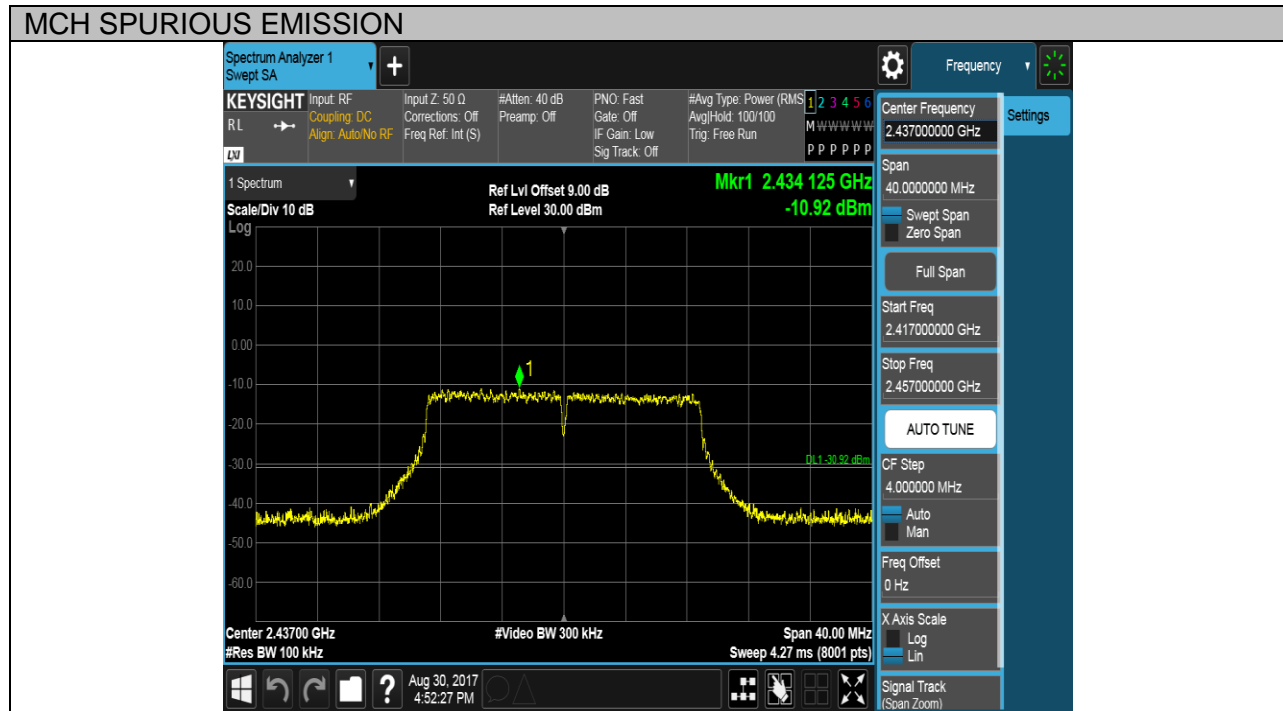 MCH SPURIOUS EMISSION
Spectrum Analyzer 1
Swept SA
Frequency
KEYSIGHT
RL
LXI
Input: RF
Coupling: DC
Align: Auto/No RF
Input Z: 50 Ω
Corrections: Off
Freq Ref: Int (S)
#Atten: 40 dB
Preamp: Off
PNO: Fast
Gate: Off
IF Gain: Low
Sig Track: Off
#Avg Type: Power (RMS
Avg|Hold: 100/100
Trig: Free Run
1 2 3 4 5 6
M W W W W W
P P P P P P
1 Spectrum
Scale/Div 10 dB
Log
Ref Lvl Offset 9.00 dB
Ref Level 30.00 dBm
Mkr1 2.434 125 GHz
-10.92 dBm
20.0
10.0
0.00
-10.0
-20.0
-30.0
-40.0
-50.0
-60.0
1
DL1 -30.92 dBm
Center 2.43700 GHz
#Res BW 100 kHz
#Video BW 300 kHz
Span 40.00 MHz
Sweep 4.27 ms (8001 pts)
Aug 30, 2017
4:52:27 PM
Center Frequency
2.437000000 GHz
Settings
Span
40.0000000 MHz
Swept Span
Zero Span
Full Span
Start Freq
2.417000000 GHz
Stop Freq
2.457000000 GHz
AUTO TUNE
CF Step
4.000000 MHz
Auto
Man
Freq Offset
0 Hz
X Axis Scale
Log
Lin
Signal Track
(Span Zoom)